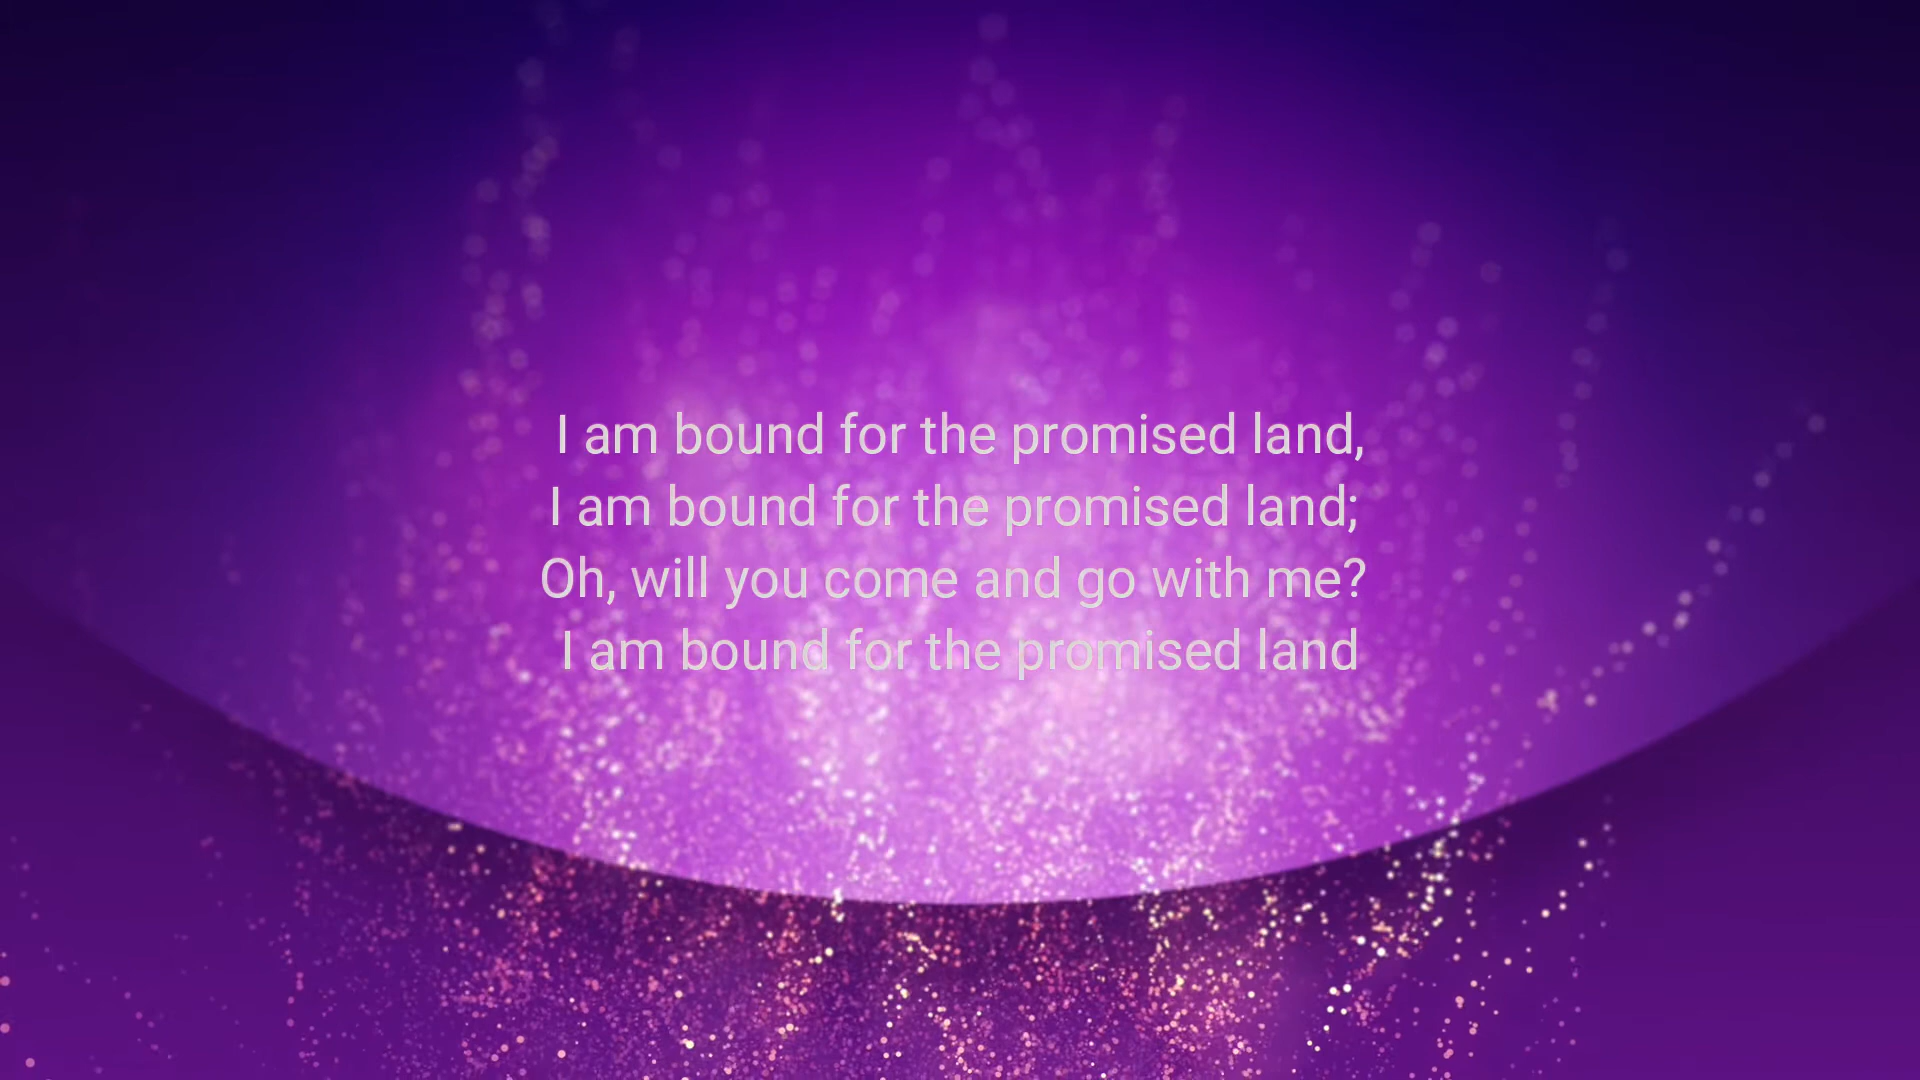 I am bound for the promised land,
I am bound for the promised land;
Oh, will you come and go with me?
I am bound for the promised land